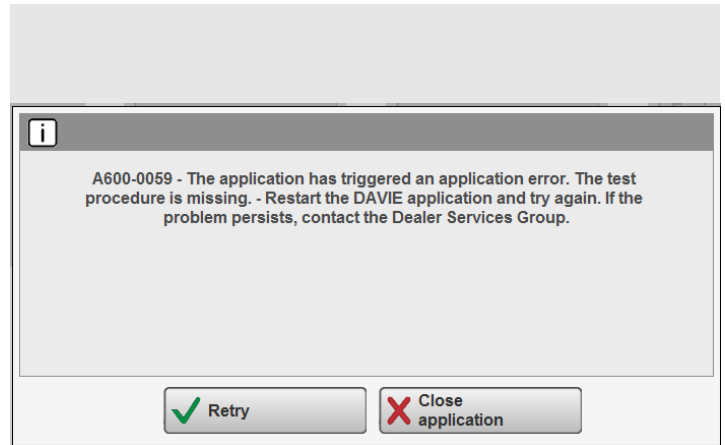 i
A600-0059 - The application has triggered an application error. The test
procedure is missing. - Restart the DAVIE application and try again. If the
problem persists, contact the Dealer Services Group.
Retry
Close
application